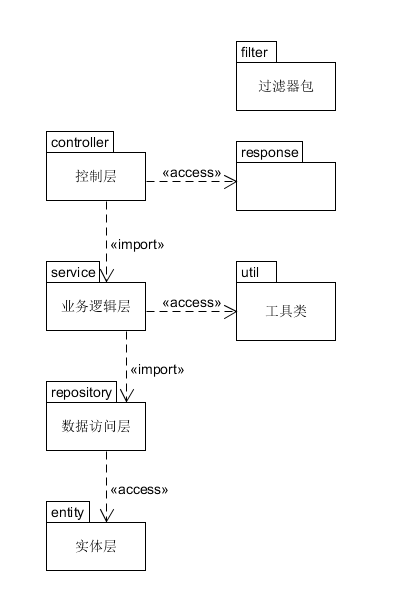 filter
过滤器包
controller
控制层
«access»
response
«import»
service
业务逻辑层
«access»
util
工具类
«import»
repository
数据访问层
«access»
entity
实体层